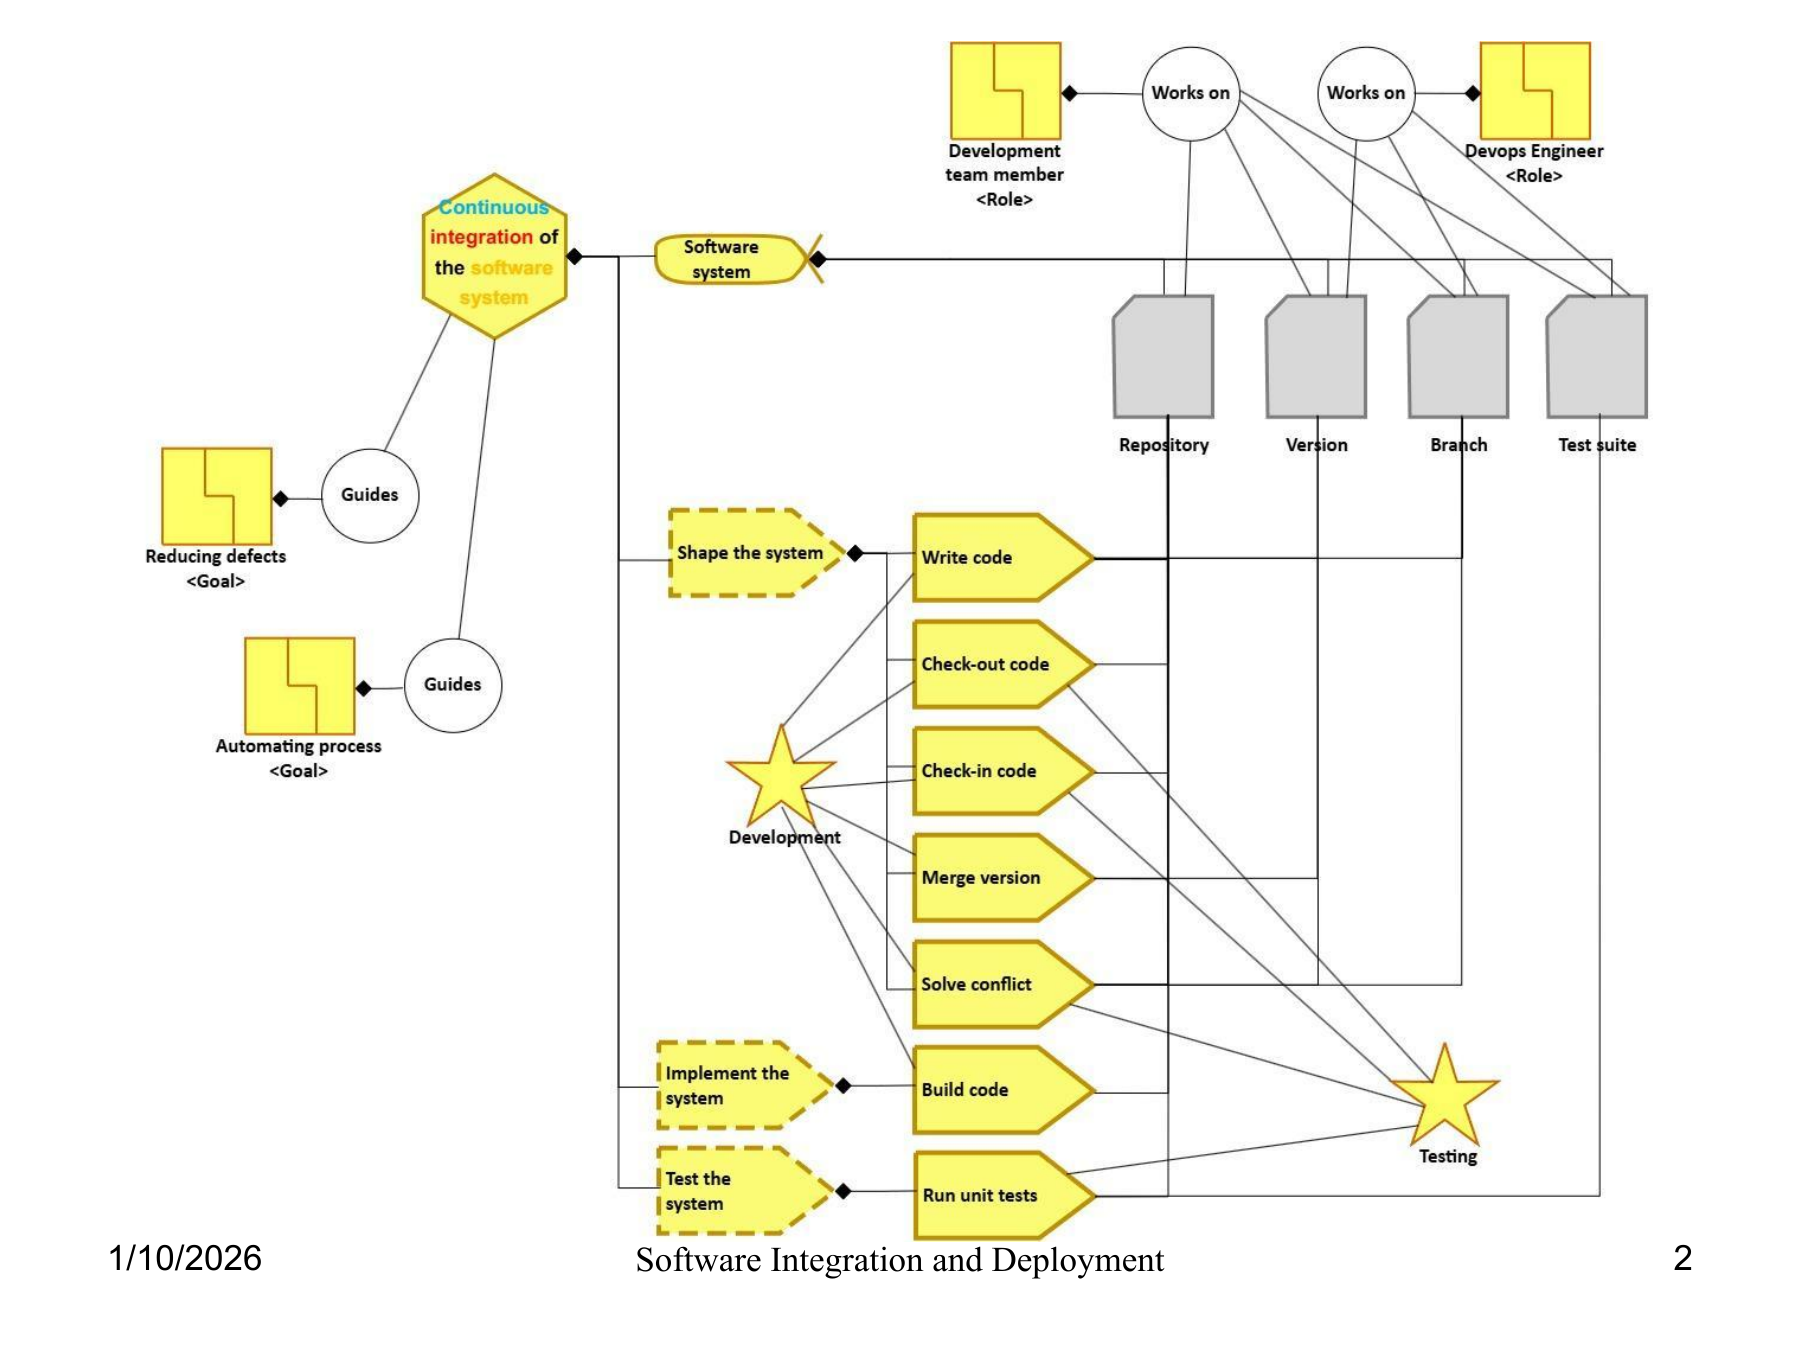 Works on
Works on
Development
team member
<Role>
Devops Engineer
<Role>
Continuous
integration of
the software
system
Software
system
Repository
Version
Branch
Test suite
Guides
Reducing defects
<Goal>
Guides
Automating process
<Goal>
Shape the system
Write code
Check-out code
Check-in code
Development
Merge version
Solve conflict
Implement the
system
Build code
Testing
Test the
system
Run unit tests
1/10/2026
Software Integration and Deployment
2